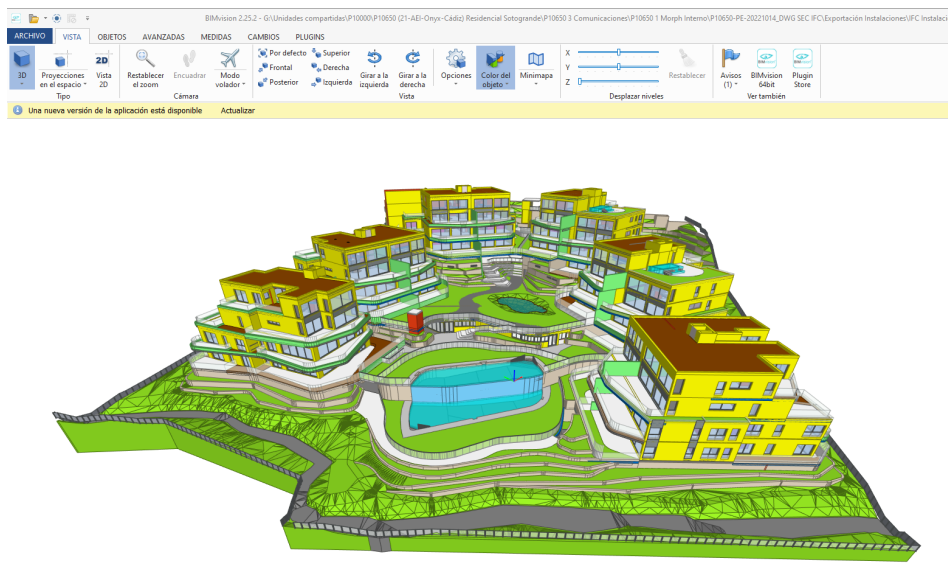 BIMvision 2.25.2 - G:\Unidades compartidas\P10000\P10650 (21-AEI-Onyx-Cádiz) Residencial Sotogrande\P10650 3 Comunicaciones\P10650 1 Morph Interno\P10650-PE-20221014_DWG SEC IFC\Exportación Instalaciones\IFC Instalaci
ARCHIVO VISTA OBJETOS AVANZADAS MEDIDAS CAMBIOS PLUGINS
3D
Proyecciones en el espacio
2D
Vista 2D
Tipo
Restablecer el zoom
Encuadrar
Modo volador
Cámara
Por defecto
Frontal
Posterior
Superior
Derecha
Izquierda
Girar a la izquierda
Girar a la derecha
Vista
Opciones
Color del objeto
Minimapa
X
Y
Z
Restablecer
Desplazar niveles
Avisos (1)
BIMvision 64bit
Plugin Store
Ver también
Una nueva versión de la aplicación está disponible Actualizar